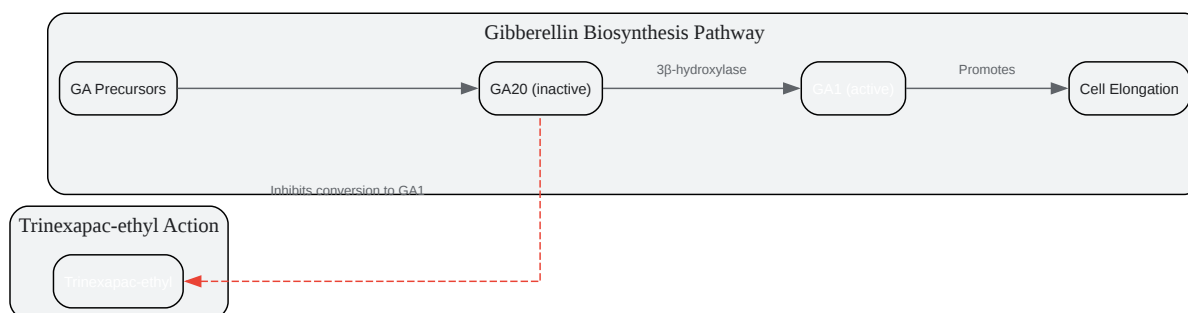 Gibberellin Biosynthesis Pathway
GA Precursors
GA20 (inactive)
3β-hydroxylase
GA1 (active)
Promotes
Cell Elongation
Inhibits conversion to GA1
Trinexapac-ethyl Action
Trinexapac-ethyl